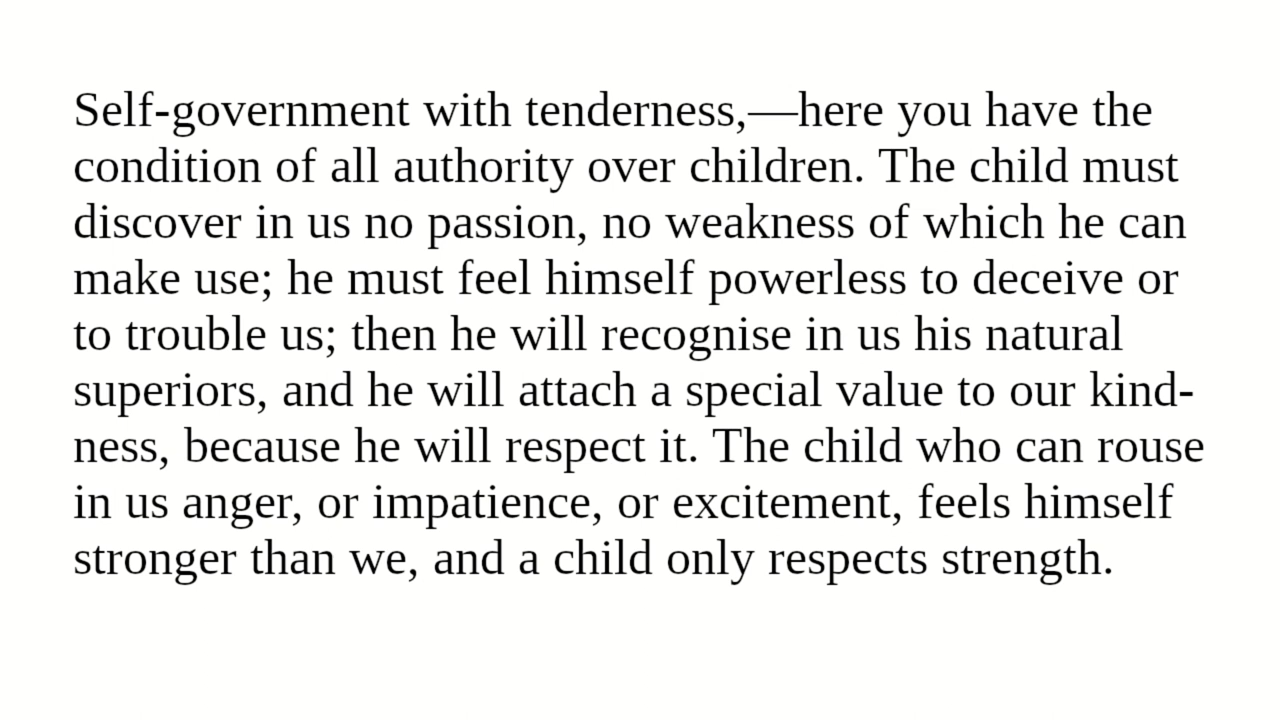 Self-government with tenderness,—here you have the
condition of all authority over children. The child must
discover in us no passion, no weakness of which he can
make use; he must feel himself powerless to deceive or
to trouble us; then he will recognise in us his natural
superiors, and he will attach a special value to our kind-
ness, because he will respect it. The child who can rouse
in us anger, or impatience, or excitement, feels himself
stronger than we, and a child only respects strength.